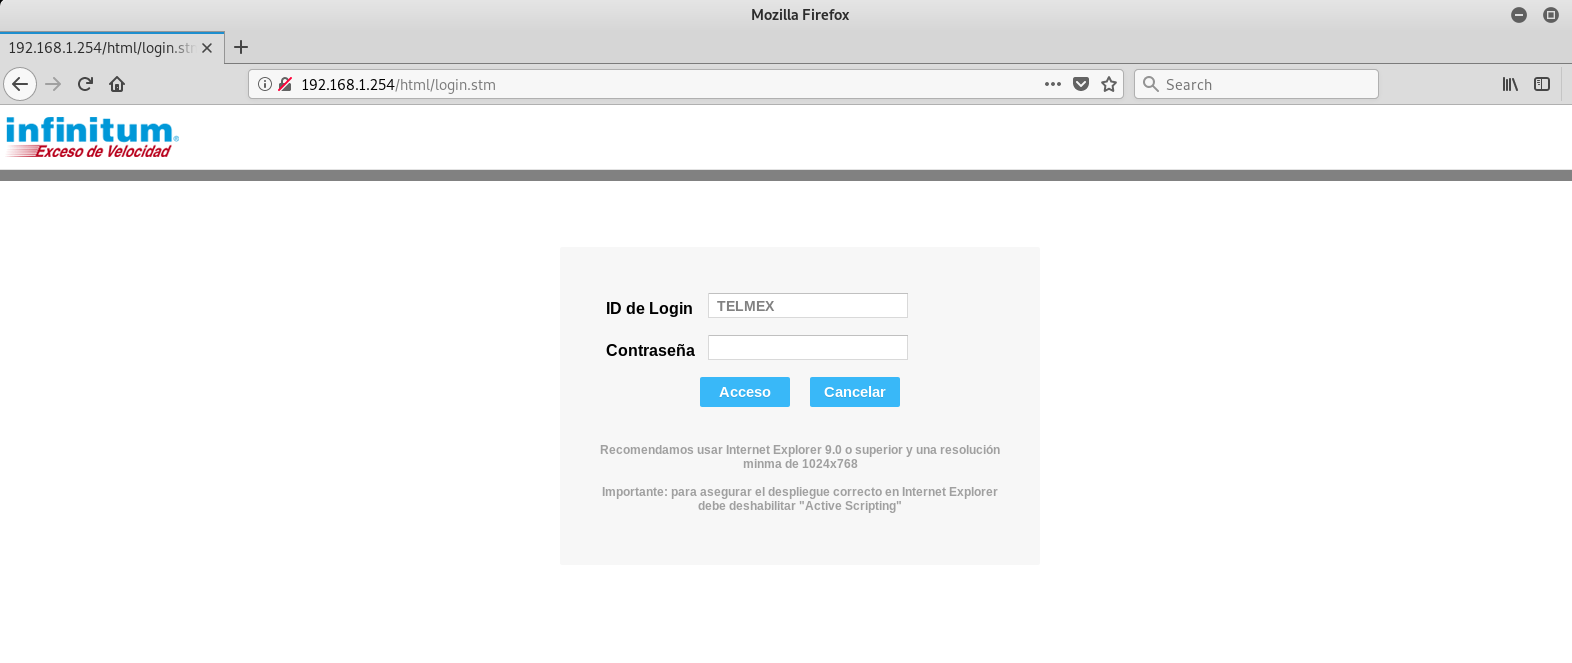 Mozilla Firefox
192.168.1.254/html/login.st
192.168.1.254/html/login.stm
Search
infinitum®
Exceso de Velocidad
ID de Login TELMEX
Contraseña
Acceso Cancelar
Recomendamos usar Internet Explorer 9.0 o superior y una resolución
minma de 1024x768
Importante: para asegurar el despliegue correcto en Internet Explorer
debe deshabilitar "Active Scripting"